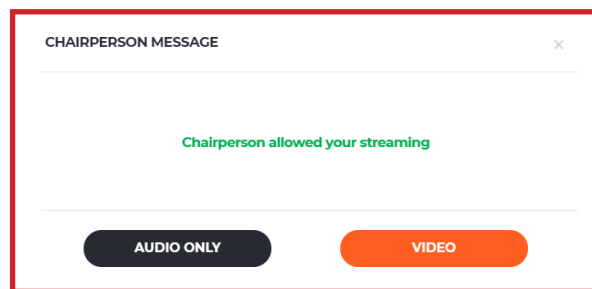 CHAIRPERSON MESSAGE
Chairperson allowed your streaming
AUDIO ONLY
VIDEO